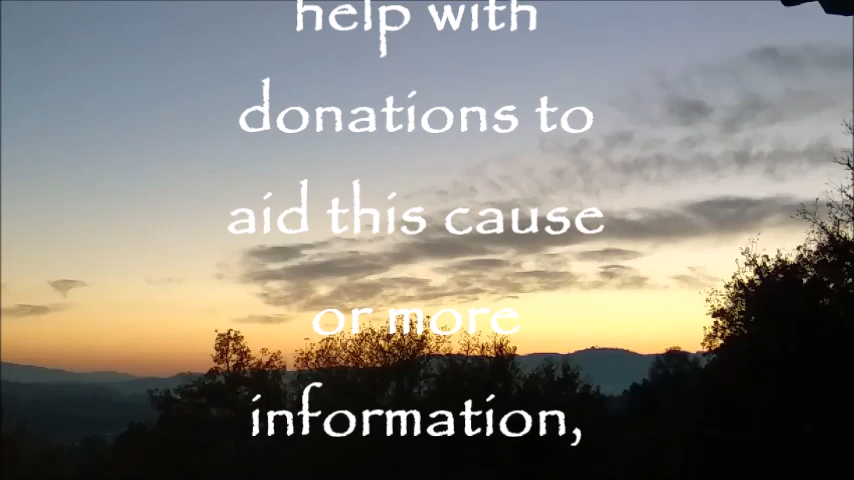 help with
donations to
aid this cause
or more
information,